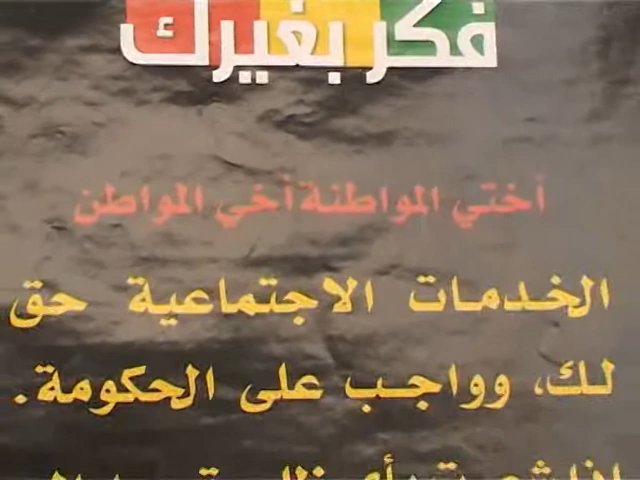 فكر بغيرك
أختي المواطنة أخي المواطن
الخدمات الاجتماعية حق
لك، وواجب على الحكومة.